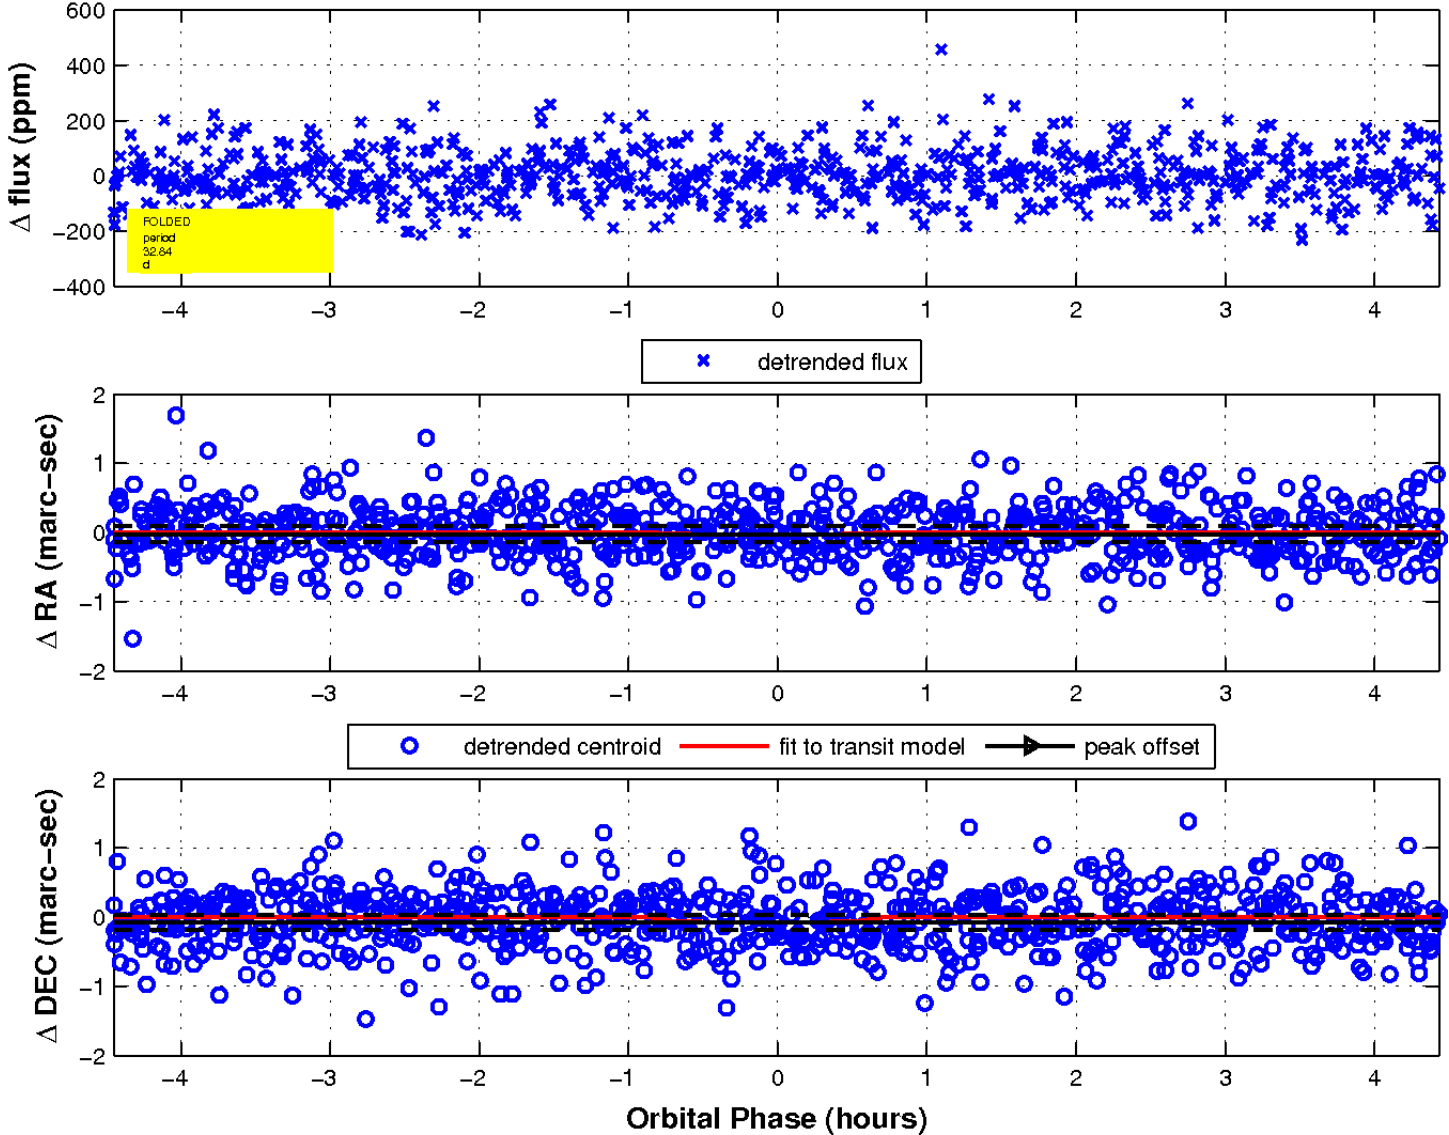 600
400
200
0
−200
−400
Δ flux (ppm)
FOLDED
period
32.84
d
−4 −3 −2 −1 0 1 2 3 4
detrended flux
2
1
0
−1
−2
Δ RA (marc−sec)
−4 −3 −2 −1 0 1 2 3 4
detrended centroid fit to transit model peak offset
2
1
0
−1
−2
Δ DEC (marc−sec)
−4 −3 −2 −1 0 1 2 3 4
Orbital Phase (hours)